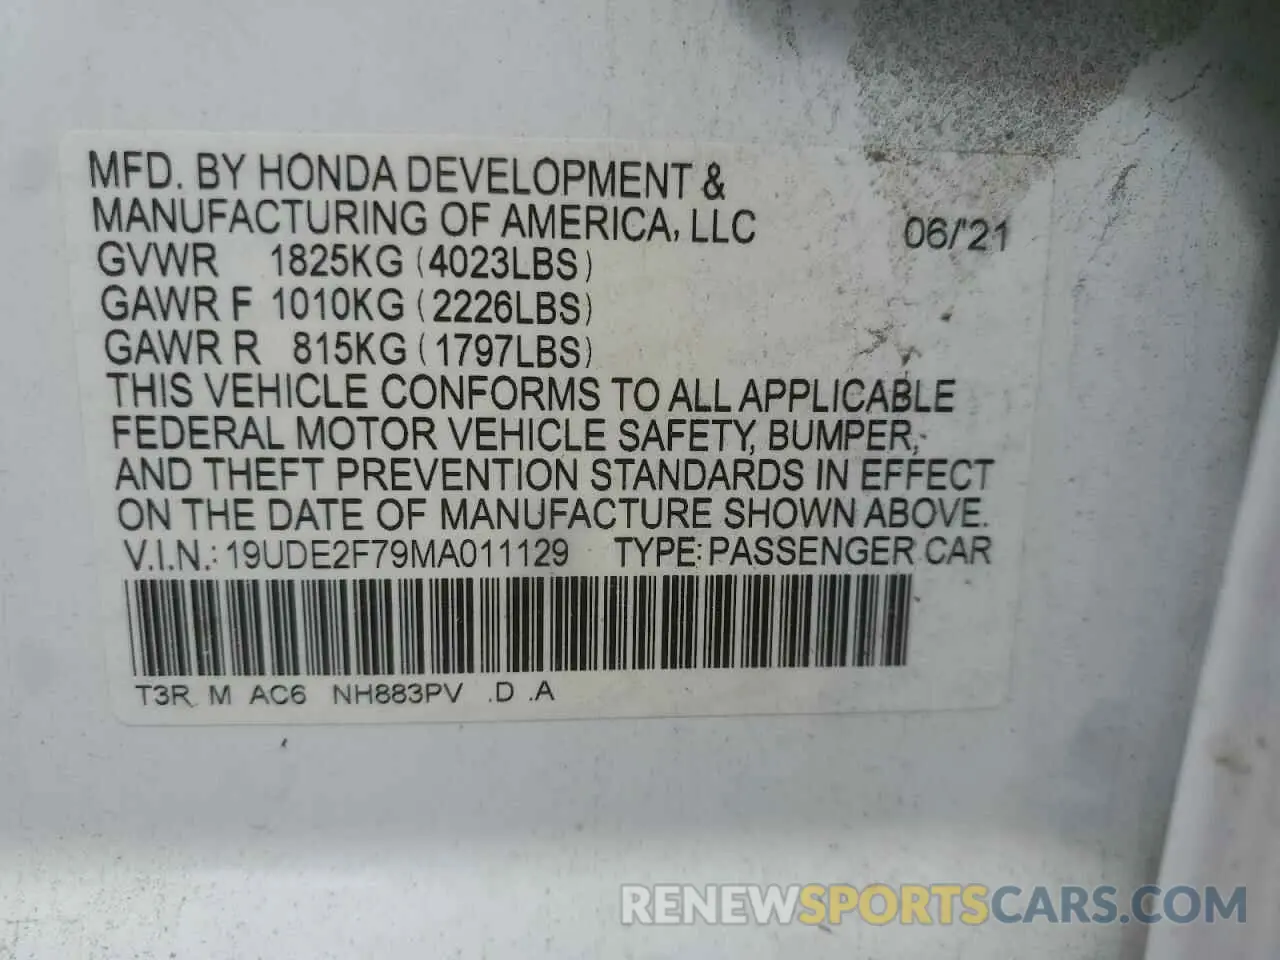 MFD. BY HONDA DEVELOPMENT &
MANUFACTURING OF AMERICA, LLC 06/'21
GVWR 1825KG (4023LBS)
GAWR F 1010KG (2226LBS)
GAWR R 815KG (1797LBS)
THIS VEHICLE CONFORMS TO ALL APPLICABLE
FEDERAL MOTOR VEHICLE SAFETY, BUMPER,
AND THEFT PREVENTION STANDARDS IN EFFECT
ON THE DATE OF MANUFACTURE SHOWN ABOVE.
V.I.N.: 19UDE2F79MA011129 TYPE: PASSENGER CAR
T3R M AC6 NH883PV .D .A
RENEWSPORTSCARS.COM